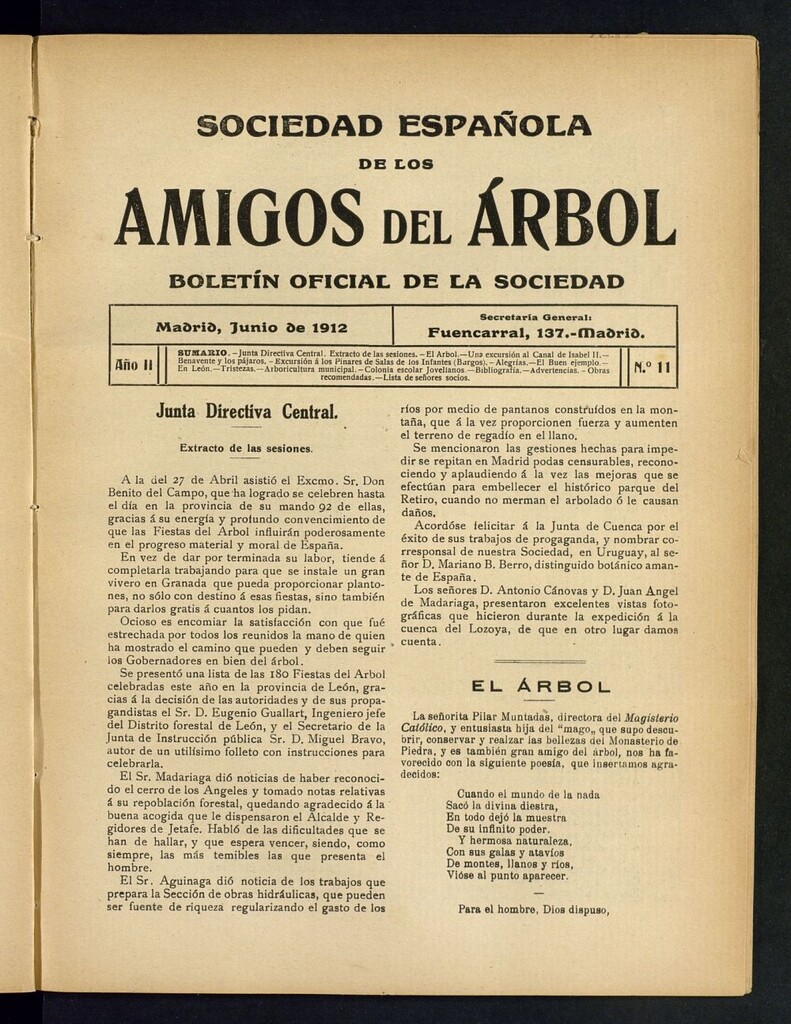 SOCIEDAD ESPAÑOLA
DE LOS
AMIGOS DEL ÁRBOL
BOLETÍN OFICIAL DE LA SOCIEDAD
Madrid, Junio de 1912
Secretaria General:
Fuencarral, 137.-Madrid.
Año II
SUMARIO.—Junta Directiva Central. Extracto de las sesiones.—El Arbol.—Una excursión al Canal de Isabel II.—
Benavente y los pájaros.—Excursión á los Pinares de Salas de los Infantes (Bargos).—Alegrías.—El Buen ejemplo.—
En León.—Tristezas.—Arboricultura municipal.—Colonia escolar Jovellanos.—Bibliografía.—Advertencias.—Obras
recomendadas.—Lista de señores socios.
N.º 11
Junta Directiva Central.
Extracto de las sesiones.
A la del 27 de Abril asistió el Excmo. Sr. Don
Benito del Campo, que ha logrado se celebren hasta
el día en la provincia de su mando 92 de ellas,
gracias á su energía y profundo convencimiento de
que las Fiestas del Arbol influirán poderosamente
en el progreso material y moral de España.
En vez de dar por terminada su labor, tiende á
completarla trabajando para que se instale un gran
vivero en Granada que pueda proporcionar planto-
nes, no sólo con destino á esas fiestas, sino también
para darlos gratis á cuantos los pidan.
Ocioso es encomiar la satisfacción con que fué
estrechada por todos los reunidos la mano de quien
ha mostrado el camino que pueden y deben seguir
los Gobernadores en bien del árbol.
Se presentó una lista de las 180 Fiestas del Arbol
celebradas este año en la provincia de León, gra-
cias á la decisión de las autoridades y de sus propa-
gandistas el Sr. D. Eugenio Guallart, Ingeniero jefe
del Distrito forestal de León, y el Secretario de la
Junta de Instrucción pública Sr. D. Miguel Bravo,
autor de un utilísimo folleto con instrucciones para
celebrarla.
El Sr. Madariaga dió noticias de haber reconoci-
do el cerro de los Angeles y tomado notas relativas
á su repoblación forestal, quedando agradecido á la
buena acogida que le dispensaron el Alcalde y Re-
gidores de Jetafe. Habló de las dificultades que se
han de hallar, y que espera vencer, siendo, como
siempre, las más temibles las que presenta el
hombre.
El Sr. Aguinaga dió noticia de los trabajos que
prepara la Sección de obras hidráulicas, que pueden
ser fuente de riqueza regularizando el gasto de los
ríos por medio de pantanos construídos en la mon-
taña, que á la vez proporcionen fuerza y aumenten
el terreno de regadío en el llano.
Se mencionaron las gestiones hechas para impe-
dir se repitan en Madrid podas censurables, recono-
ciendo y aplaudiendo á la vez las mejoras que se
efectúan para embellecer el histórico parque del
Retiro, cuando no merman el arbolado ó le causan
daños.
Acordóse felicitar á la Junta de Cuenca por el
éxito de sus trabajos de progaganda, y nombrar co-
rresponsal de nuestra Sociedad, en Uruguay, al se-
ñor D. Mariano B. Berro, distinguido botánico aman-
te de España.
Los señores D. Antonio Cánovas y D. Juan Angel
de Madariaga, presentaron excelentes vistas foto-
gráficas que hicieron durante la expedición á la
cuenca del Lozoya, de que en otro lugar damos
cuenta.
EL ÁRBOL
La señorita Pilar Muntadas, directora del Magisterio
Católico, y entusiasta hija del "mago„ que supo descu-
brir, conservar y realzar las bellezas del Monasterio de
Piedra, y es también gran amigo del árbol, nos ha fa-
vorecido con la siguiente poesía, que insertamos agra-
decidos:
Cuando el mundo de la nada
Sacó la divina diestra,
En todo dejó la muestra
De su infinito poder.
Y hermosa naturaleza,
Con sus galas y atavíos
De montes, llanos y ríos,
Vióse al punto aparecer.
—
Para el hombre, Dios dispuso,